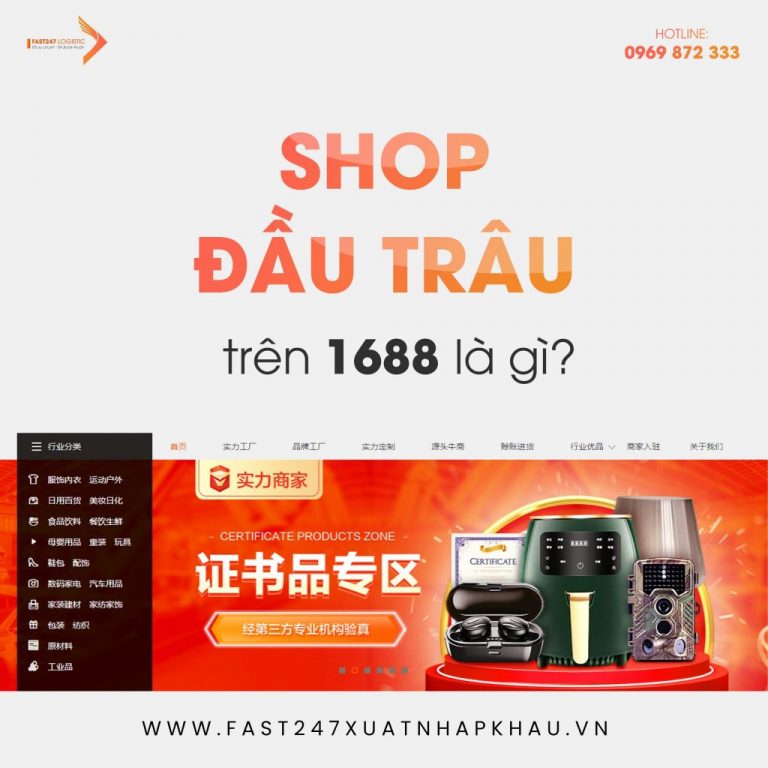 FAST247 LOGISTIC
HOTLINE:
0969 872 333
SHOP
ĐẦU TRÂU
trên 1688 là gì?
行业分类 首页 实力工厂 品牌工厂 实力定制 源头牛商 赊账进货 行业优品 商家入驻 关于我们
服饰内衣 运动户外
日用百货 美妆日化
食品饮料 餐饮生鲜
母婴用品 童装 玩具
鞋包 配饰
数码家电 汽车用品
家装建材 家纺家饰
包装 纺织
原材料
工业品
实力商家
- CERTIFICATE PRODUCTS ZONE -
证书品专区
经第三方专业机构验真
CERTIFICATE
WWW.FAST247XUATNHAPKHAU.VN